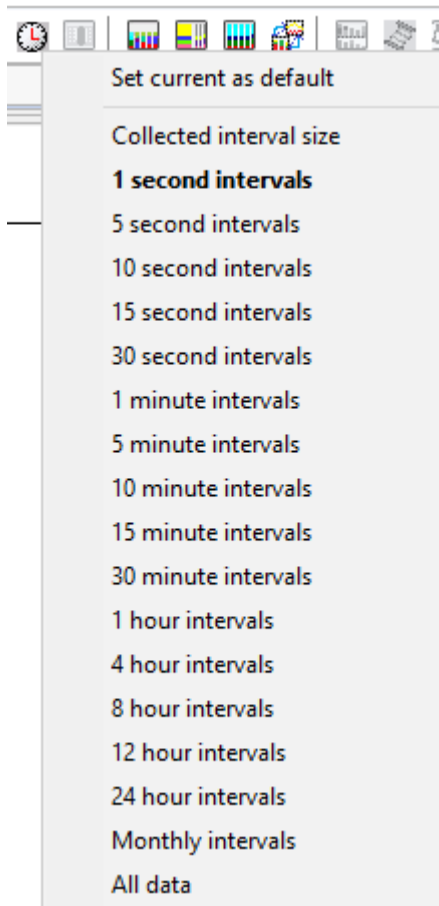 Set current as default
Collected interval size
1 second intervals
5 second intervals
10 second intervals
15 second intervals
30 second intervals
1 minute intervals
5 minute intervals
10 minute intervals
15 minute intervals
30 minute intervals
1 hour intervals
4 hour intervals
8 hour intervals
12 hour intervals
24 hour intervals
Monthly intervals
All data